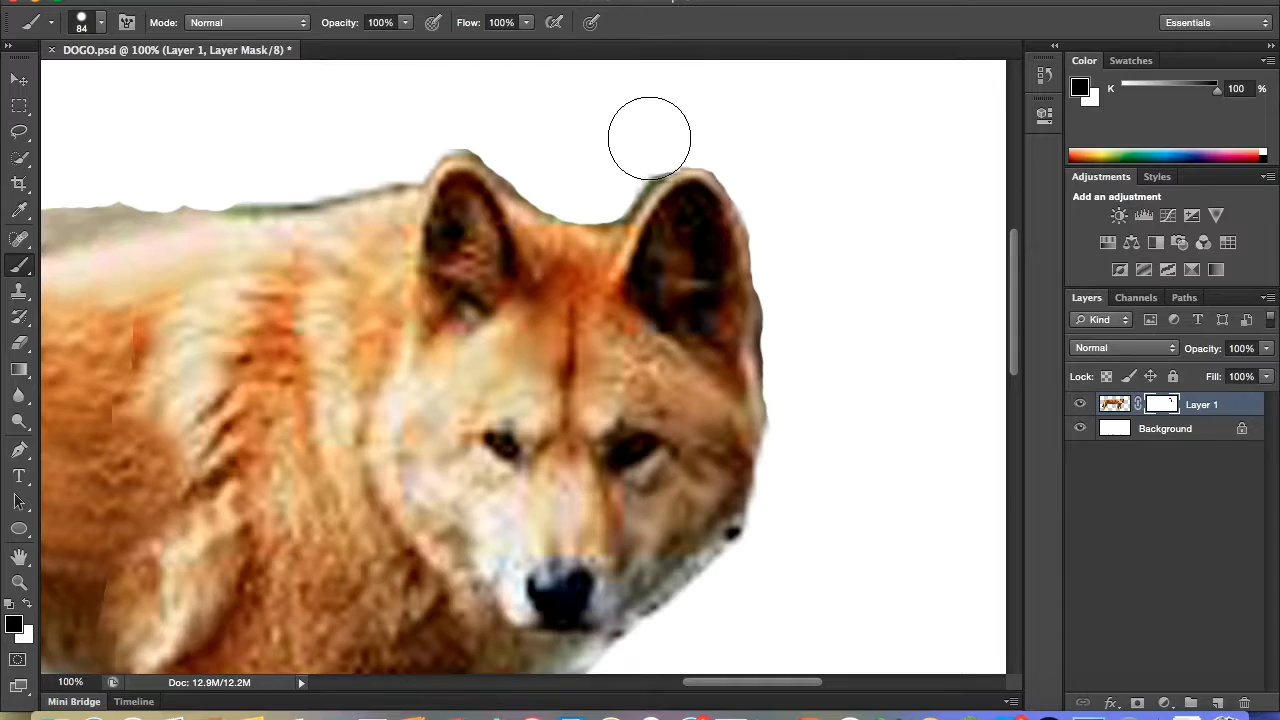 84
Mode: Normal
Opacity: 100%
Flow: 100%
Essentials
DOGO.psd @ 100% (Layer 1, Layer Mask/8) *
Color Swatches
K 100 %
Adjustments Styles
Add an adjustment
Layers Channels Paths
Kind
Normal Opacity: 100%
Lock: Fill: 100%
Layer 1
Background
100% Doc: 12.9M/12.2M
Mini Bridge Timeline